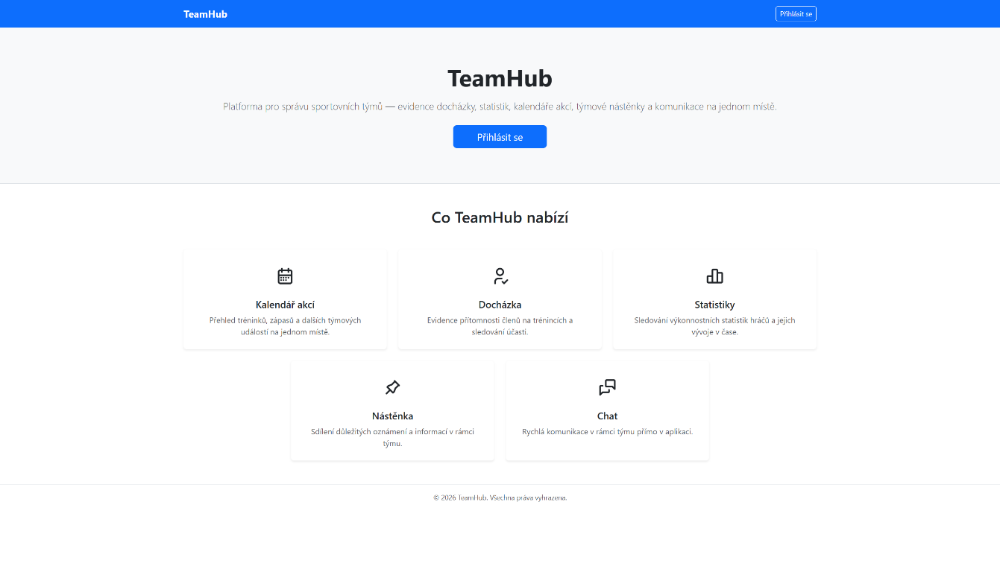 TeamHub
Přihlásit se
TeamHub
Platforma pro správu sportovních týmů — evidence docházky, statistik, kalendáře akcí, týmové nástěnky a komunikace na jednom místě.
Přihlásit se
Co TeamHub nabízí
Kalendář akcí
Přehled tréninků, zápasů a dalších týmových
událostí na jednom místě.
Docházka
Evidence přítomnosti členů na trénincích a
sledování účasti.
Statistiky
Sledování výkonnostních statistik hráčů a jejich
vývoje v čase.
Nástěnka
Sdílení důležitých oznámení a informací v rámci
týmu.
Chat
Rychlá komunikace v rámci týmu přímo v aplikaci.
© 2026 TeamHub. Všechna práva vyhrazena.